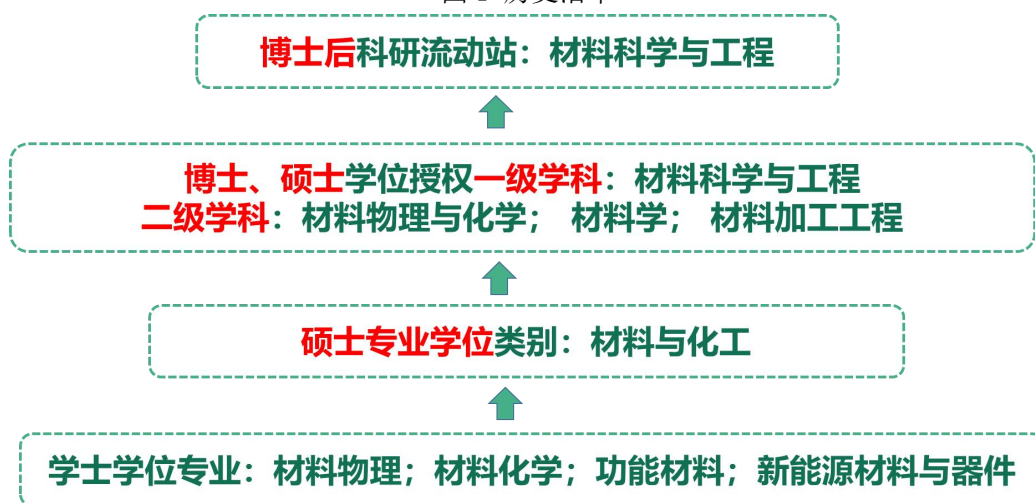 博士后科研流动站：材料科学与工程
博士、硕士学位授权一级学科：材料科学与工程
二级学科：材料物理与化学； 材料学； 材料加工工程
硕士专业学位类别：材料与化工
学士学位专业：材料物理；材料化学；功能材料；新能源材料与器件